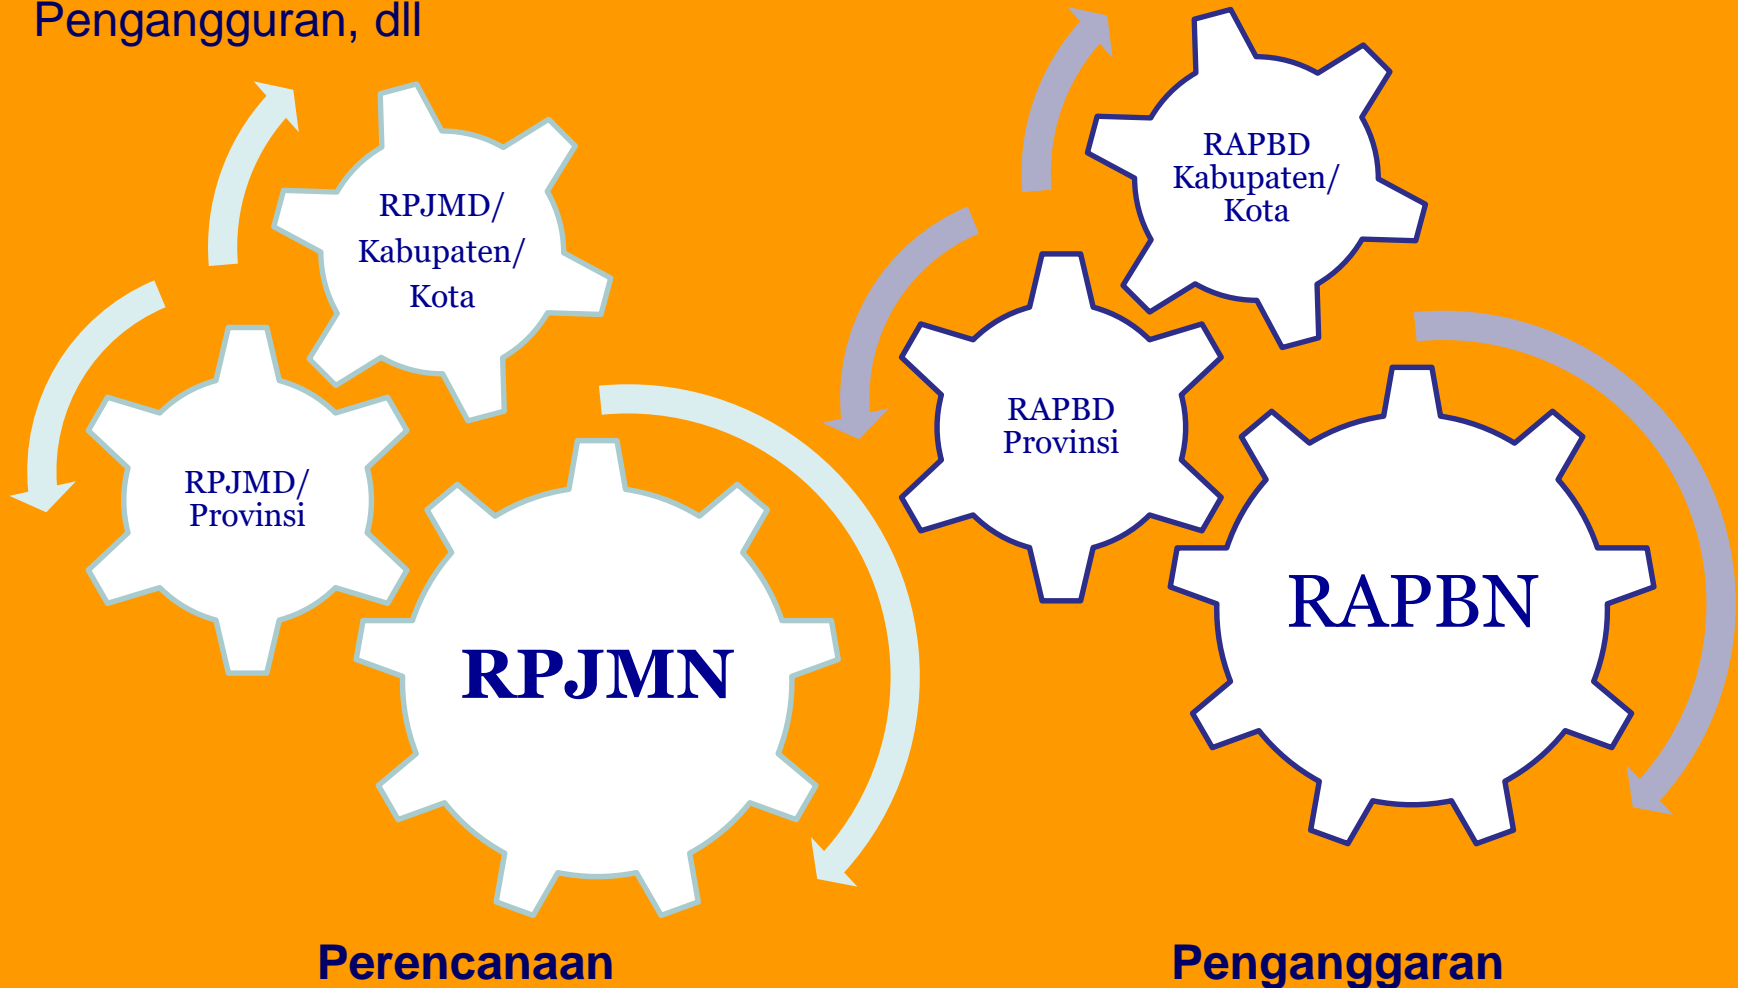 Pengangguran, dll
RPJMD/
Kabupaten/
Kota
RPJMD/
Provinsi
RPJMN
Perencanaan
RAPBD
Kabupaten/
Kota
RAPBD
Provinsi
RAPBN
Penganggaran